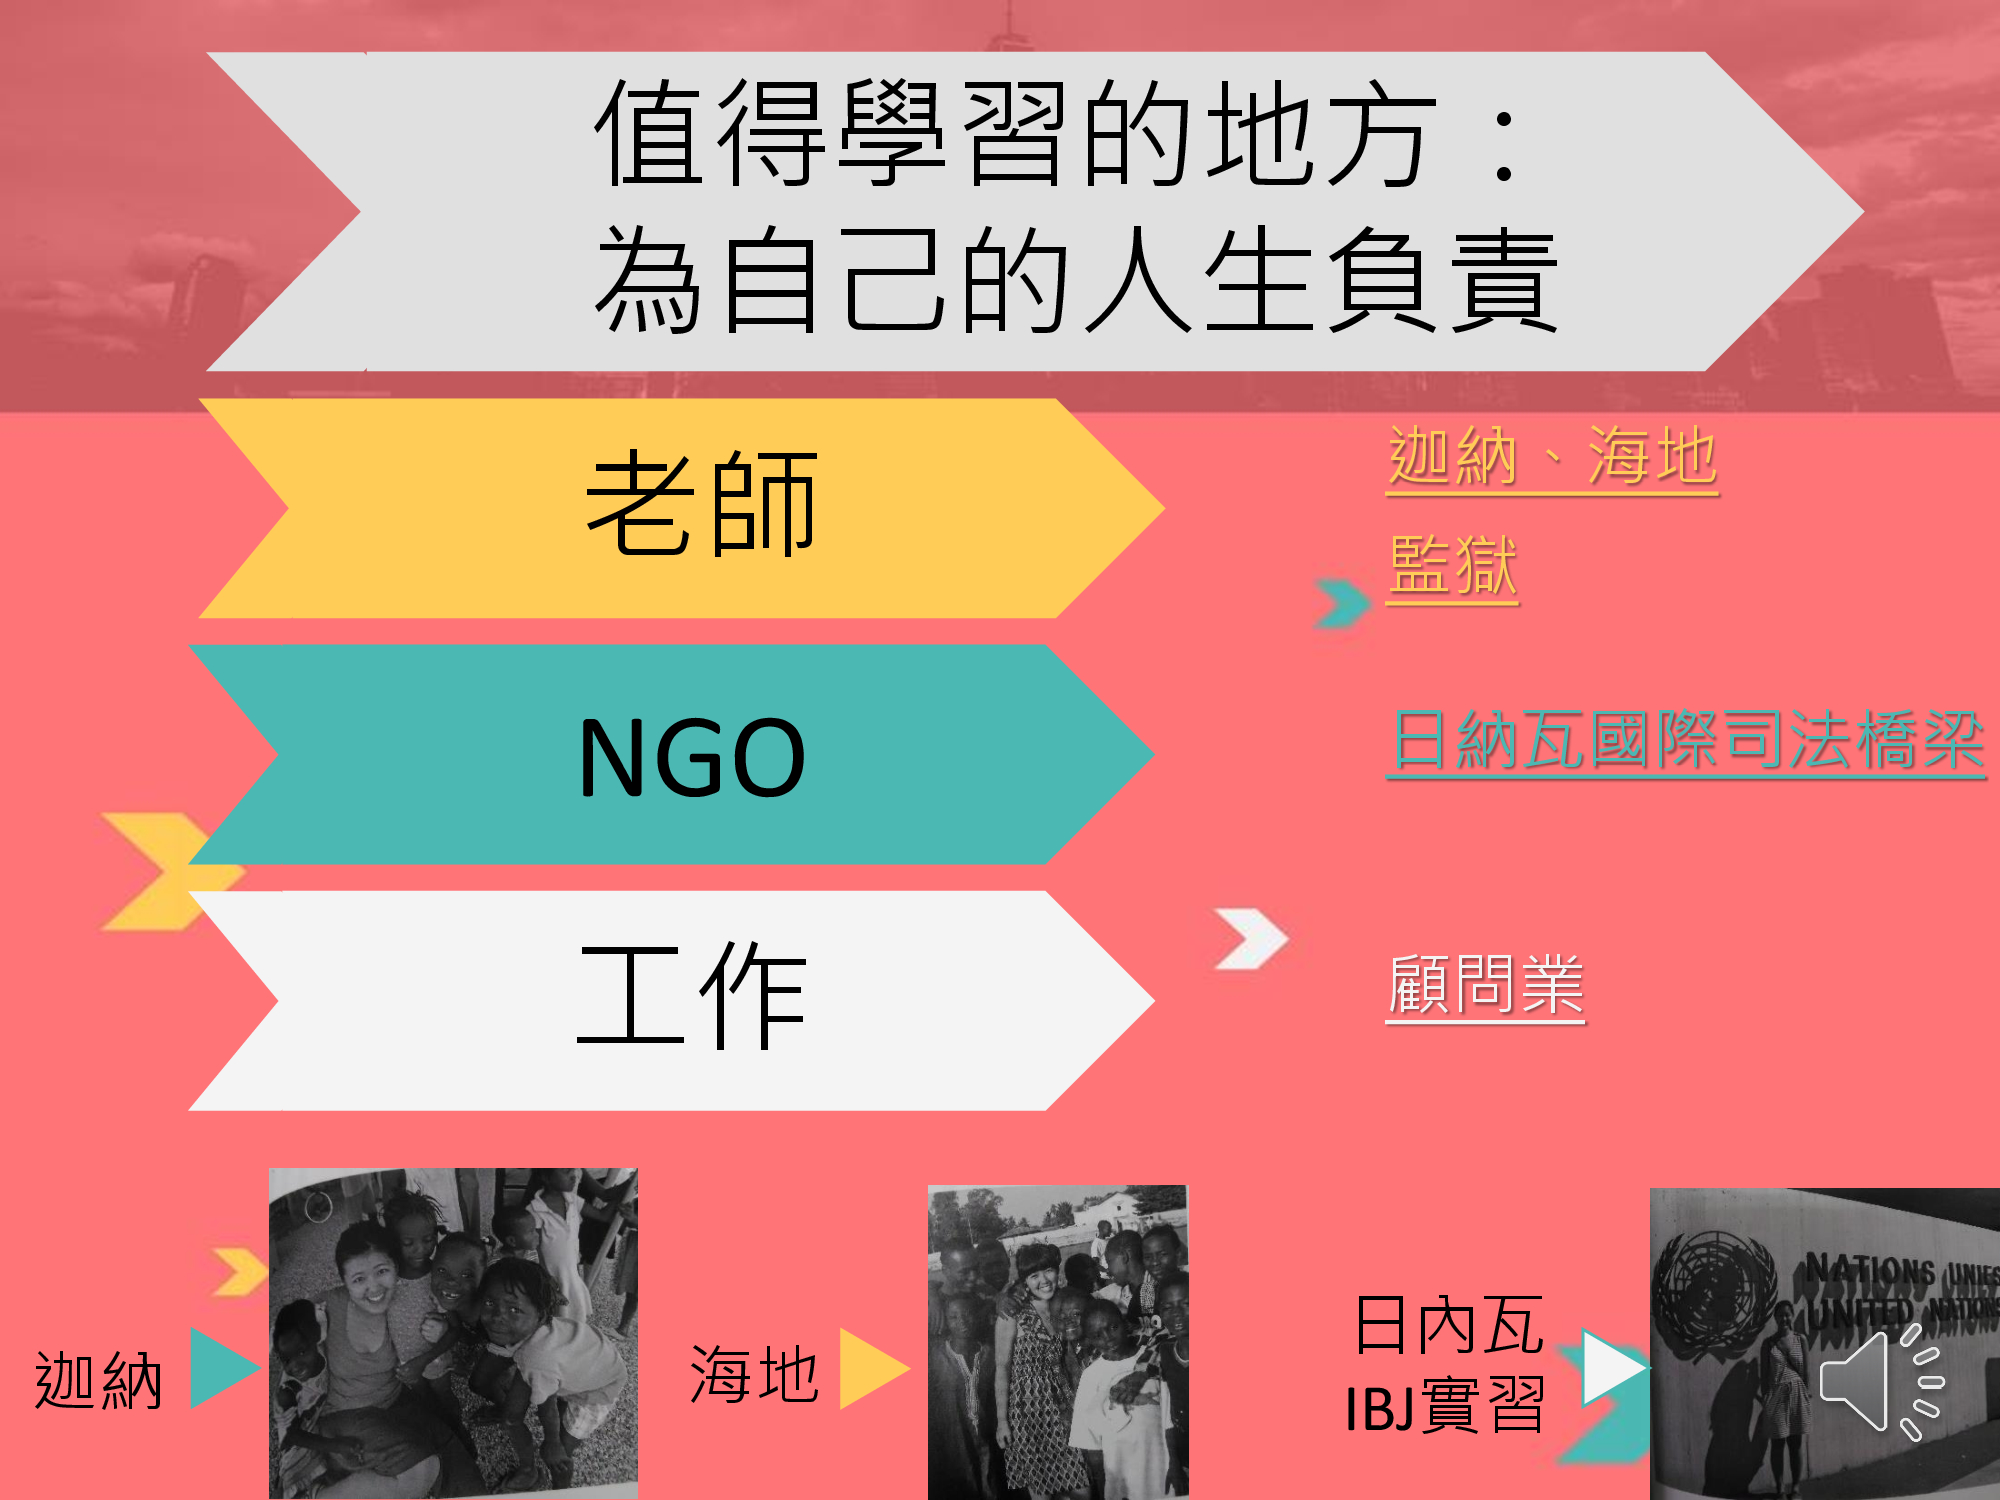 值得學習的地方：
為自己的人生負責
老師
迦納、海地
監獄
NGO
日納瓦國際司法橋梁
工作
顧問業
迦納
海地
日內瓦
IBJ實習
NATIONS UNIES
UNITED NATIONS